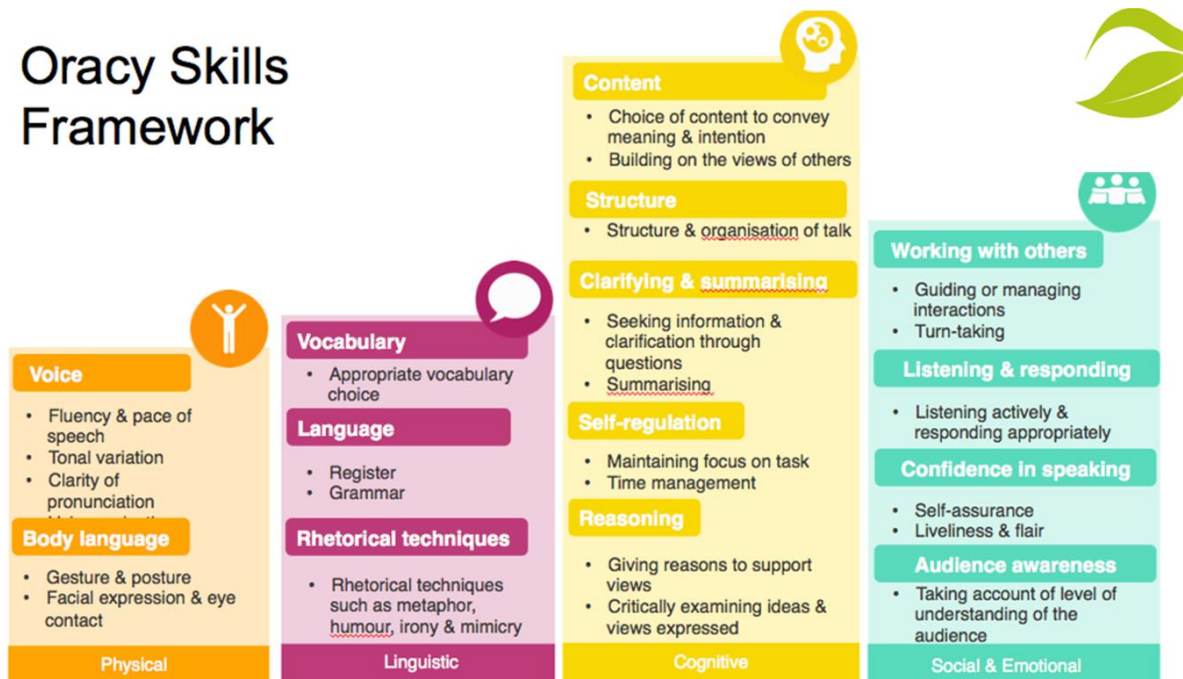 Oracy Skills
Framework
Voice
• Fluency & pace of
speech
• Tonal variation
• Clarity of
pronunciation
Body language
• Gesture & posture
• Facial expression & eye
contact
Physical
Vocabulary
• Appropriate vocabulary
choice
Language
• Register
• Grammar
Rhetorical techniques
• Rhetorical techniques
such as metaphor,
humour, irony & mimicry
Linguistic
Content
• Choice of content to convey
meaning & intention
• Building on the views of others
Structure
• Structure & organisation of talk
Clarifying & summarising
• Seeking information &
clarification through
questions
• Summarising
Self-regulation
• Maintaining focus on task
• Time management
Reasoning
• Giving reasons to support
views
• Critically examining ideas &
views expressed
Cognitive
Working with others
• Guiding or managing
interactions
• Turn-taking
Listening & responding
• Listening actively &
responding appropriately
Confidence in speaking
• Self-assurance
• Liveliness & flair
Audience awareness
• Taking account of level of
understanding of the
audience
Social & Emotional